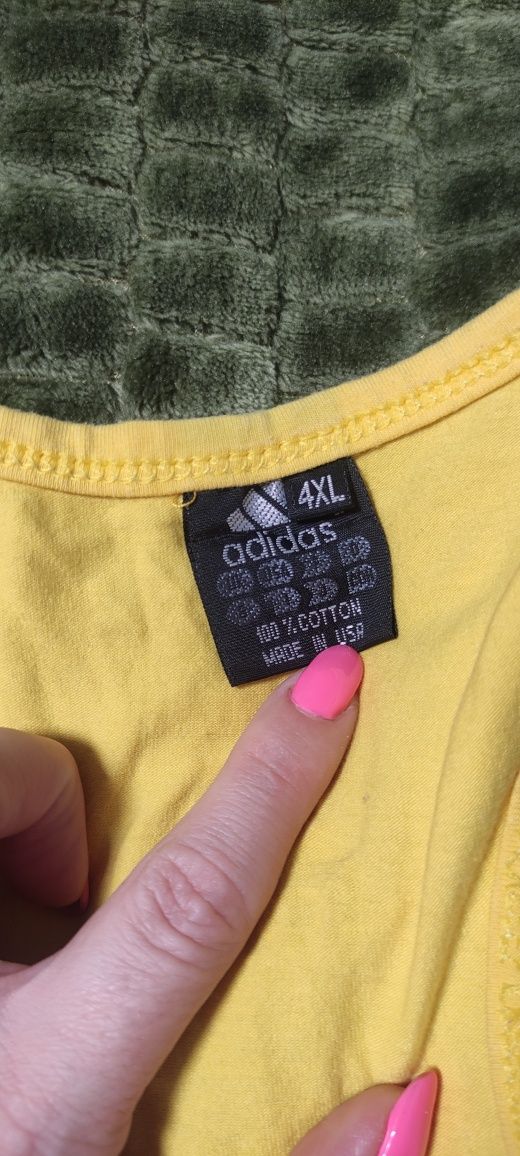 4XL
adidas
100 % COTTON
MADE IN USA